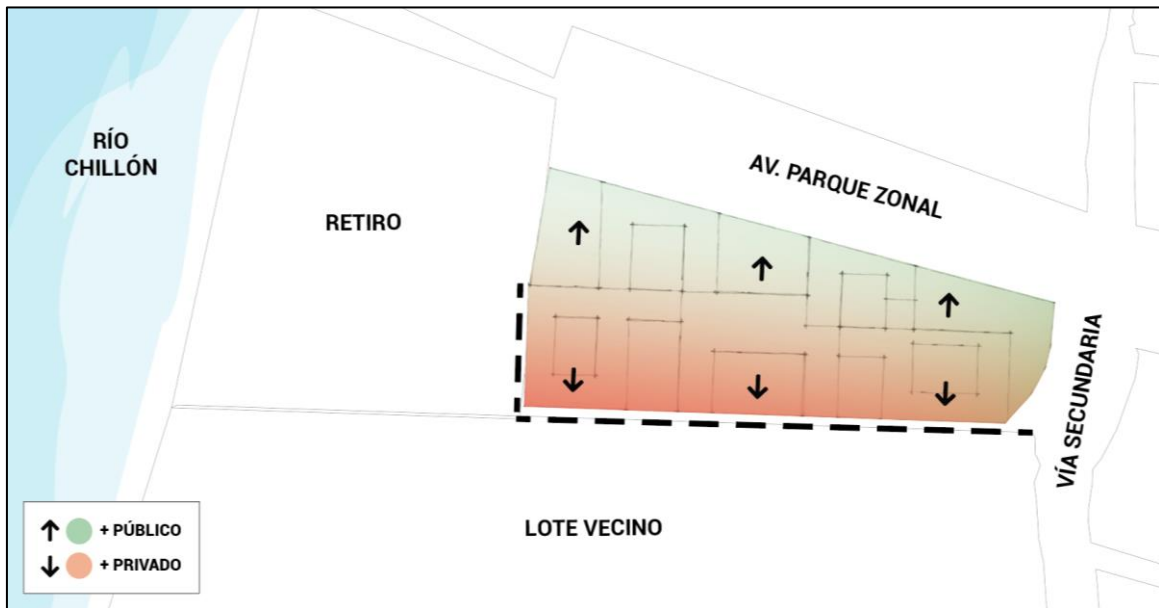 RÍO
CHILLÓN
RETIRO
AV. PARQUE ZONAL
VÍA SECUNDARIA
LOTE VECINO
+ PÚBLICO
+ PRIVADO